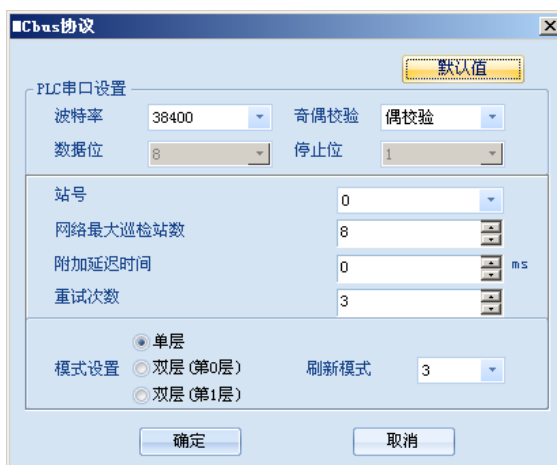 ■Cbus协议
默认值
PLC串口设置
波特率 38400 奇偶校验 偶校验
数据位 8 停止位 1
站号 0
网络最大巡检站数 8
附加延迟时间 0 ms
重试次数 3
单层
模式设置 双层(第0层) 刷新模式 3
双层(第1层)
确定 取消